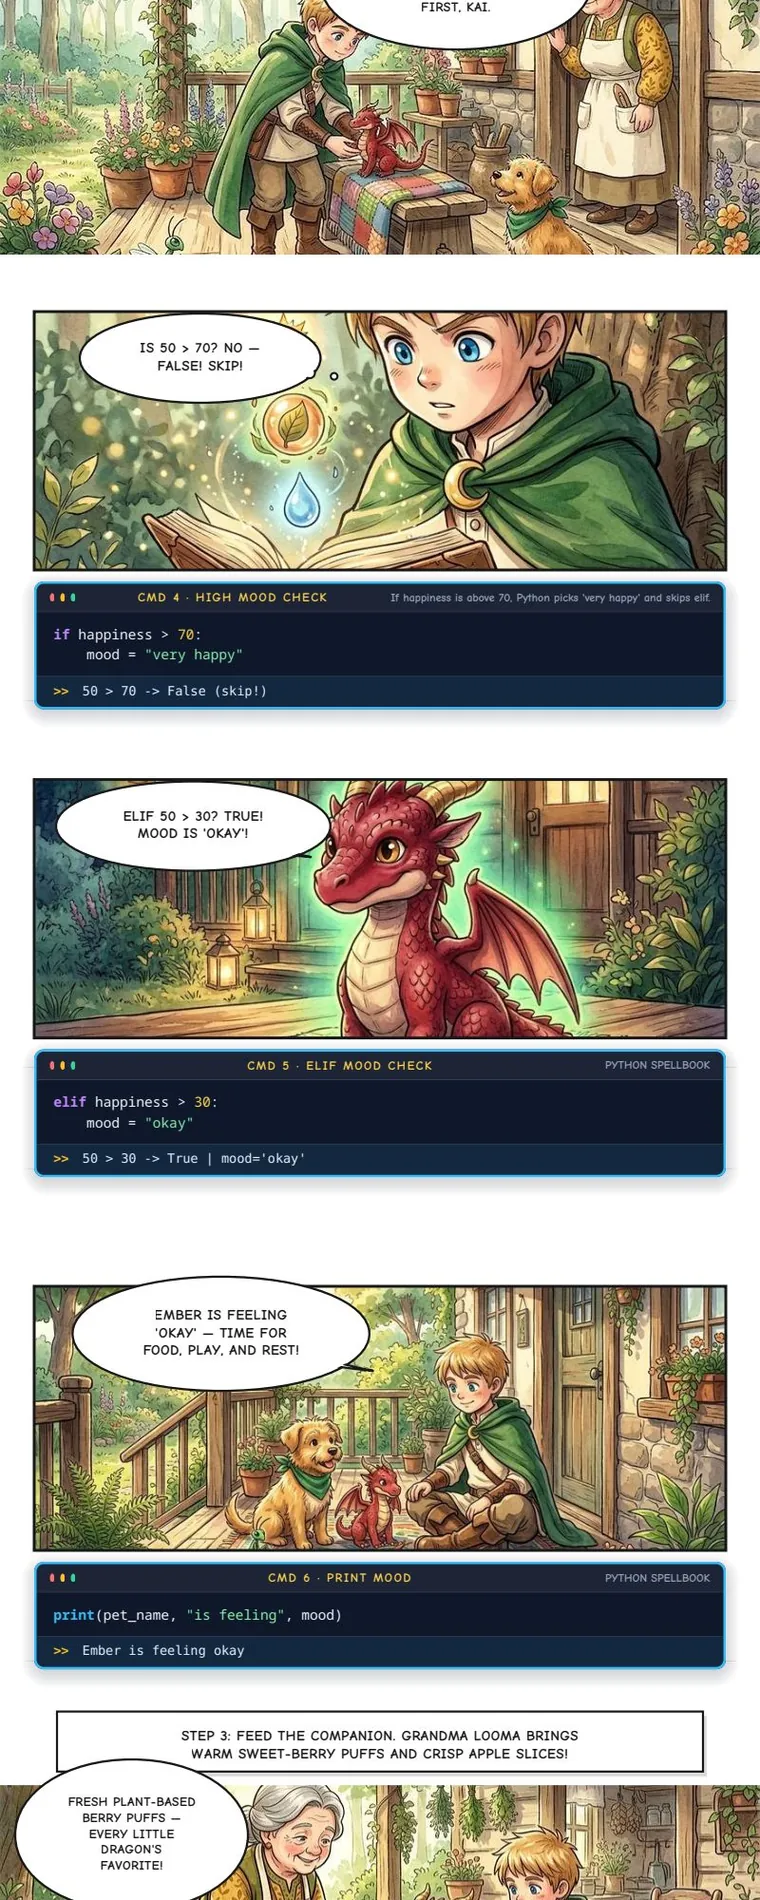 FIRST, KAI.
IS 50 > 70? NO —
FALSE! SKIP!
CMD 4 · HIGH MOOD CHECK
If happiness is above 70, Python picks 'very happy' and skips elif.
if happiness > 70:
    mood = "very happy"
>> 50 > 70 -> False (skip!)
ELIF 50 > 30? TRUE!
MOOD IS 'OKAY'!
CMD 5 · ELIF MOOD CHECK
PYTHON SPELLBOOK
elif happiness > 30:
    mood = "okay"
>> 50 > 30 -> True | mood='okay'
EMBER IS FEELING
'OKAY' — TIME FOR
FOOD, PLAY, AND REST!
CMD 6 · PRINT MOOD
PYTHON SPELLBOOK
print(pet_name, "is feeling", mood)
>> Ember is feeling okay
STEP 3: FEED THE COMPANION. GRANDMA LOOMA BRINGS
WARM SWEET-BERRY PUFFS AND CRISP APPLE SLICES!
FRESH PLANT-BASED
BERRY PUFFS —
EVERY LITTLE
DRAGON'S
FAVORITE!